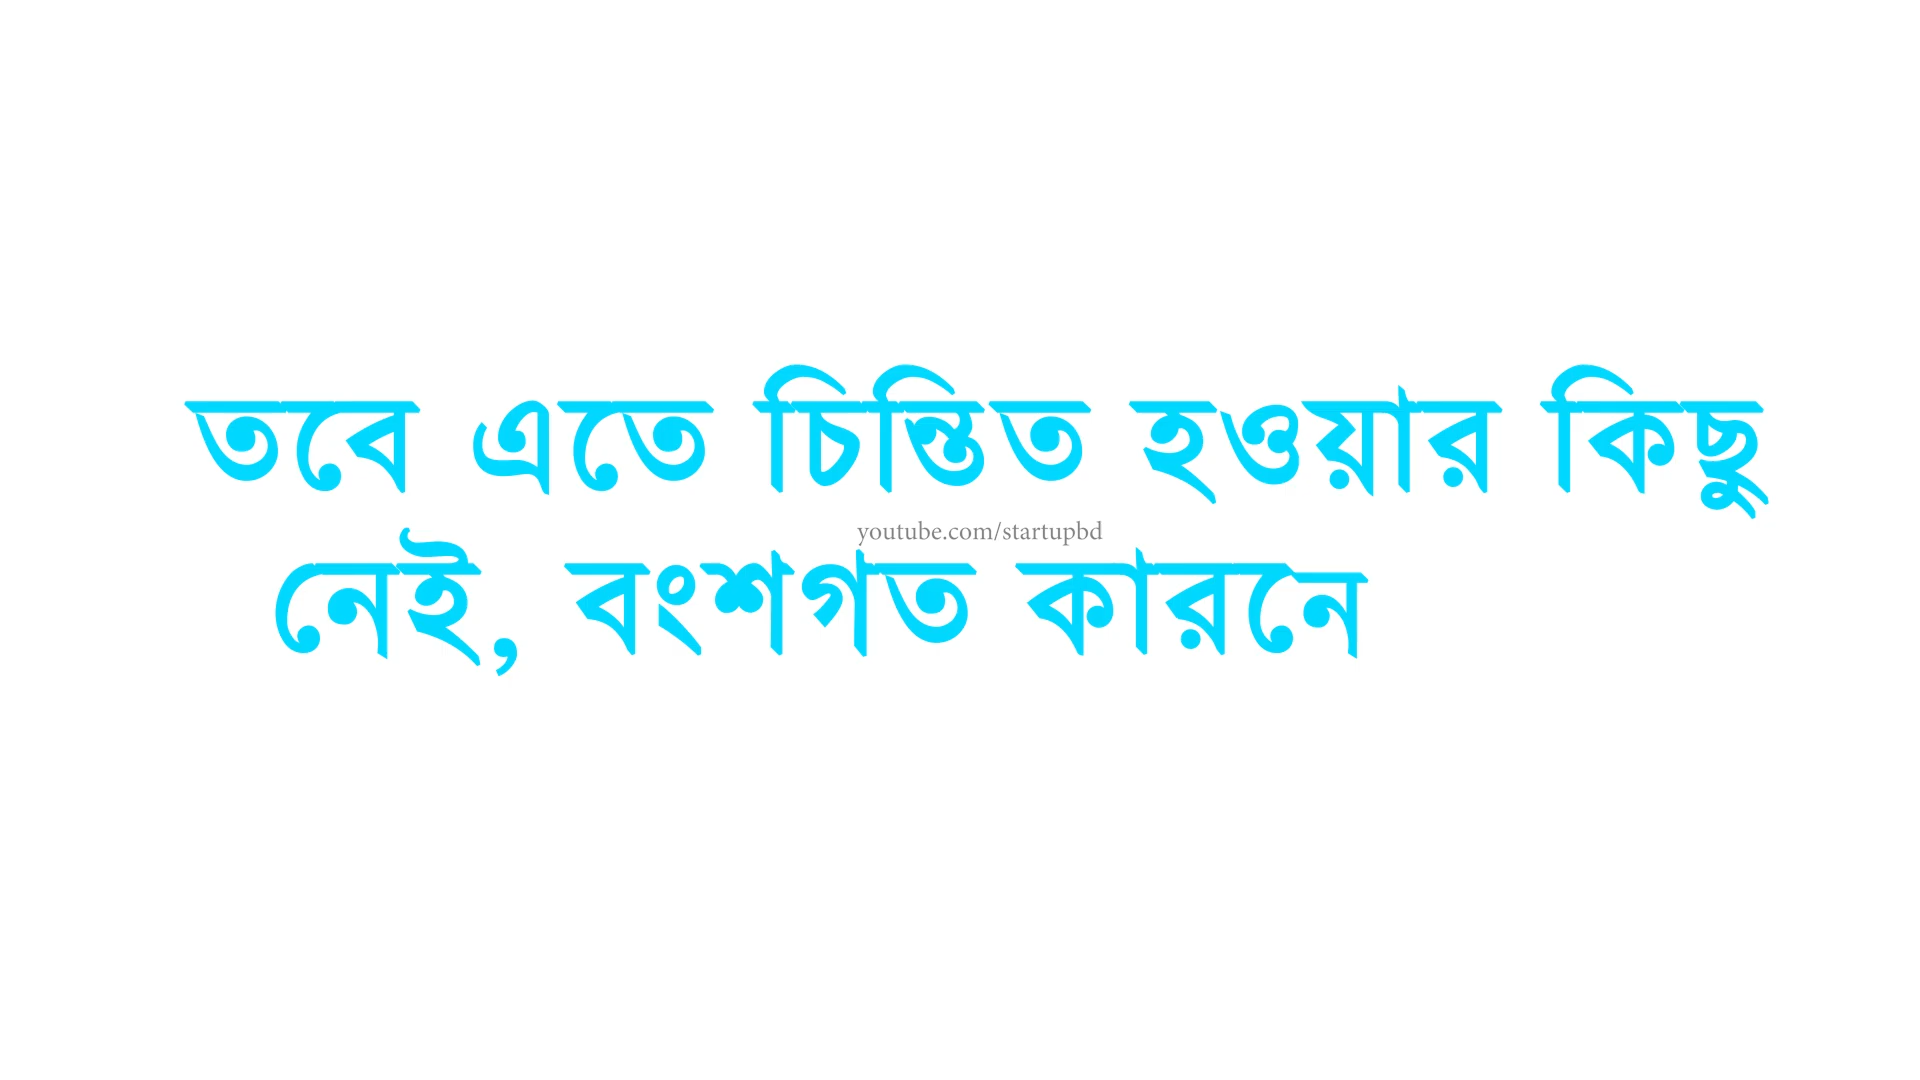 তবে এতে চিন্তিত হওয়ার কিছু
youtube.com/startupbd
নেই, বংশগত কারনে